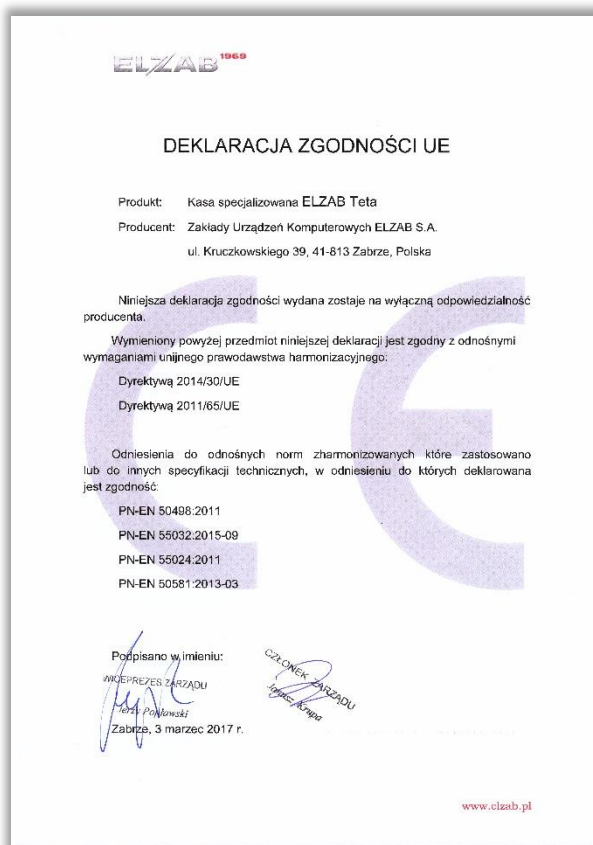 ELZAB 1969
DEKLARACJA ZGODNOŚCI UE
Produkt: Kasa specjalizowana ELZAB Teta
Producent: Zakłady Urządzeń Komputerowych ELZAB S.A.
ul. Kruczkowskiego 39, 41-813 Zabrze, Polska
Niniejsza deklaracja zgodności wydana zostaje na wyłączną odpowiedzialność
producenta.
Wymieniony powyżej przedmiot niniejszej deklaracji jest zgodny z odnośnymi
wymaganiami unijnego prawodawstwa harmonizacyjnego:
Dyrektywą 2014/30/UE
Dyrektywą 2011/65/UE
Odniesienia do odnośnych norm zharmonizowanych które zastosowano
lub do innych specyfikacji technicznych, w odniesieniu do których deklarowana
jest zgodność:
PN-EN 50498:2011
PN-EN 55032:2015-09
PN-EN 55024:2011
PN-EN 50581:2013-03
Podpisano w imieniu:
WICEPREZES ZARZĄDU
Jerzy Popławski
CZŁONEK ZARZĄDU
Janusz Krupa
Zabrze, 3 marzec 2017 r.
www.elzab.pl
CE